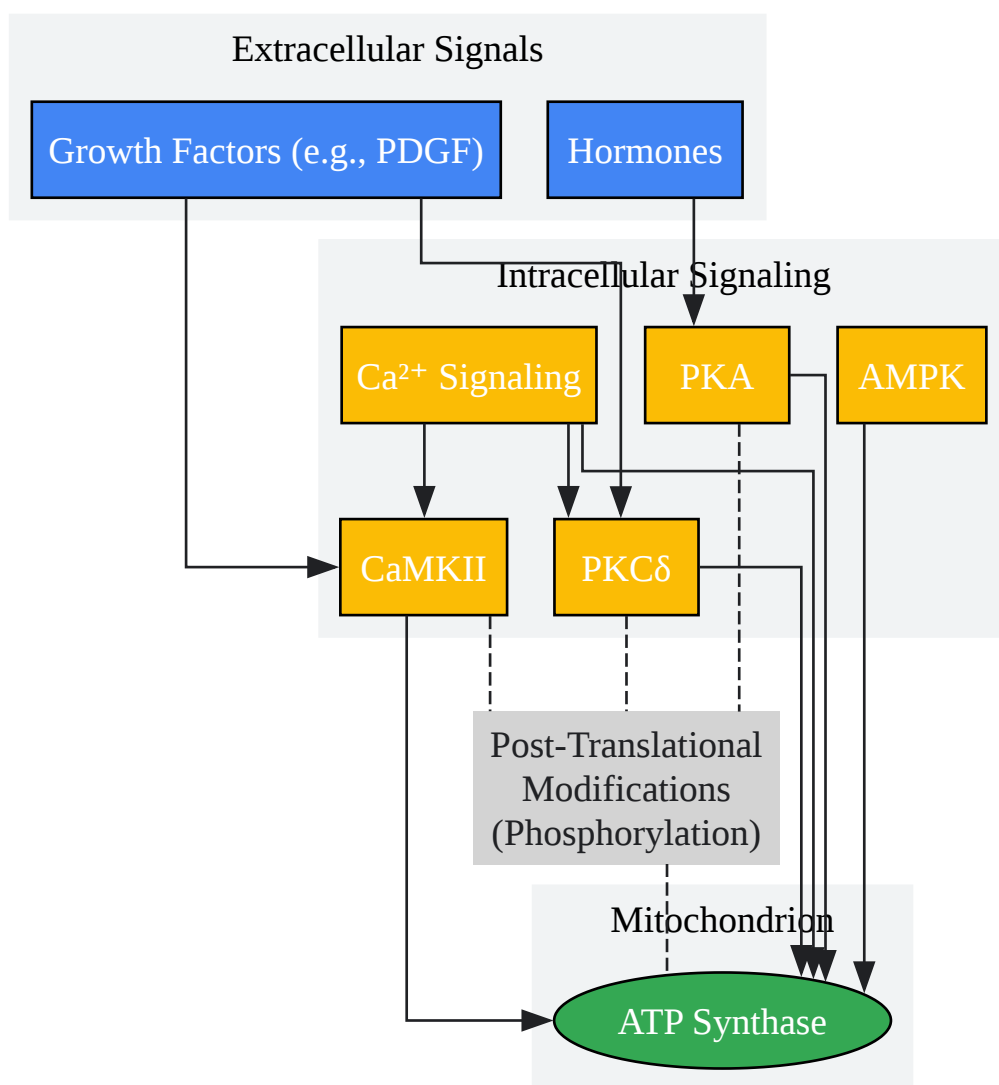 Extracellular Signals
Growth Factors (e.g., PDGF)
Hormones
Intracellular Signaling
Ca²⁺ Signaling
PKA
AMPK
CaMKII
PKCδ
Post-Translational
Modifications
(Phosphorylation)
Mitochondrion
ATP Synthase